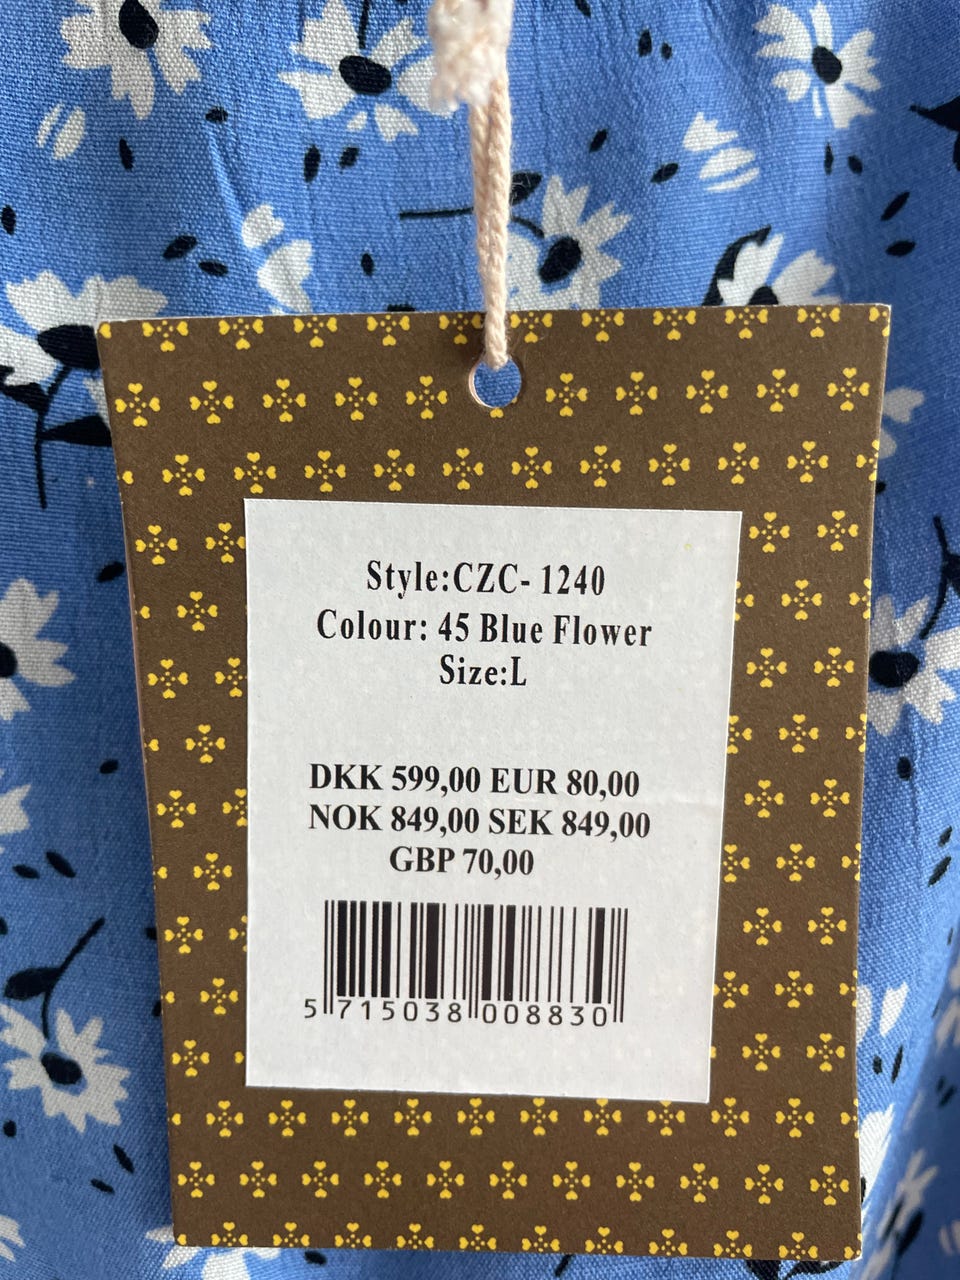 Style:CZC- 1240
Colour: 45 Blue Flower
Size:L
DKK 599,00 EUR 80,00
NOK 849,00 SEK 849,00
GBP 70,00
5 715038 008830